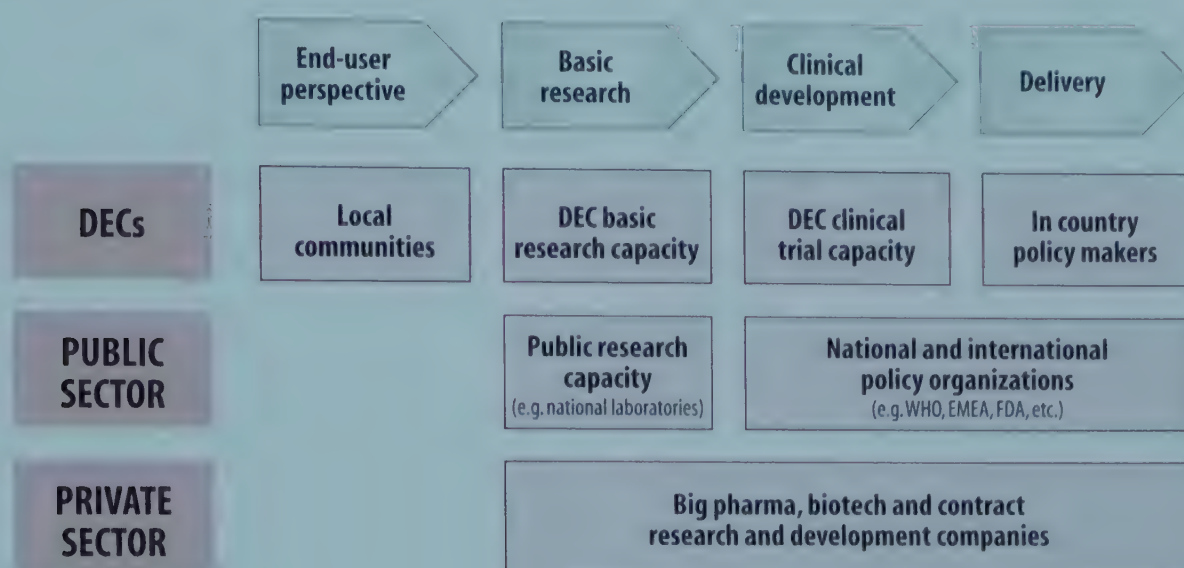 End-user
perspective
Basic
research
Clinical
development
Delivery
DECs
Local
communities
DEC basic
research capacity
DEC clinical
trial capacity
In country
policy makers
PUBLIC
SECTOR
Public research
capacity
(e.g. national laboratories)
National and international
policy organizations
(e.g. WHO, EMEA, FDA, etc.)
PRIVATE
SECTOR
Big pharma, biotech and contract
research and development companies